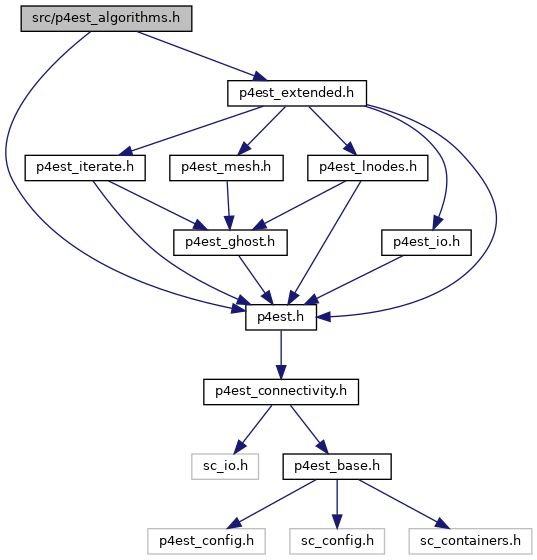 src/p4est_algorithms.h
p4est_extended.h
p4est_iterate.h
p4est_mesh.h
p4est_lnodes.h
p4est_ghost.h
p4est_io.h
p4est.h
p4est_connectivity.h
sc_io.h
p4est_base.h
p4est_config.h
sc_config.h
sc_containers.h